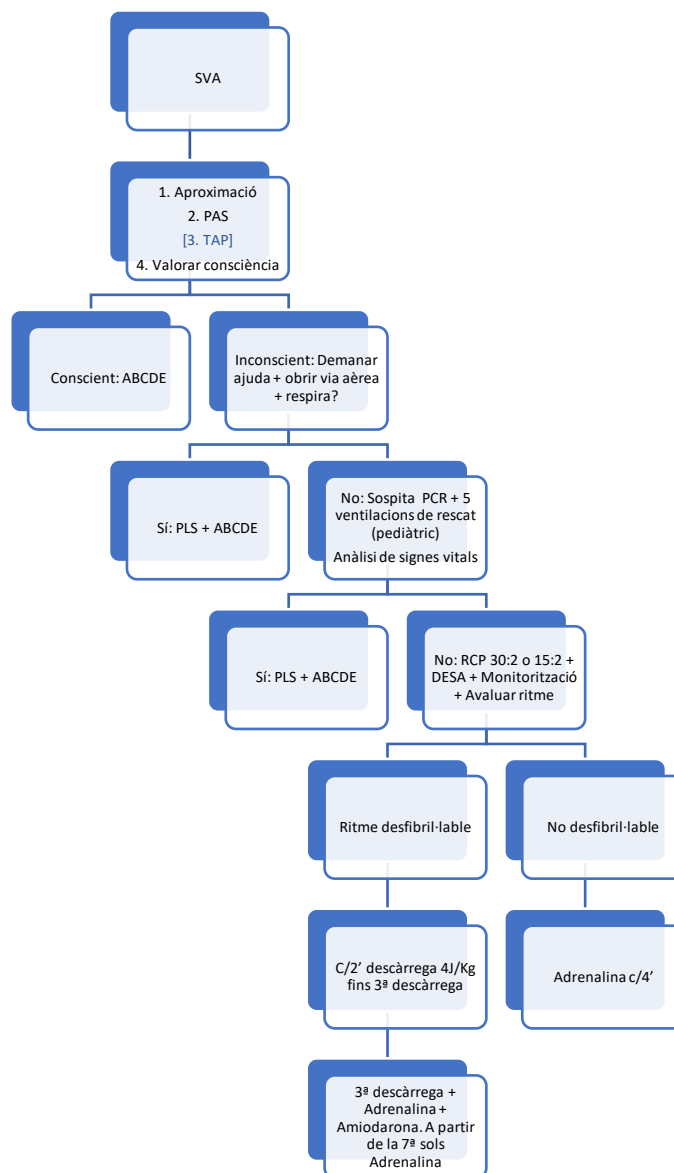 SVA
1. Aproximació
2. PAS
[3. TAP]
4. Valorar consciència
Conscient: ABCDE
Inconscient: Demanar
ajuda + obrir via aèrea
+ respira?
Sí: PLS + ABCDE
No: Sospita PCR + 5
ventilacions de rescat
(pediàtric)
Anàlisi de signes vitals
Sí: PLS + ABCDE
No: RCP 30:2 o 15:2 +
DESA + Monitorització
+ Avaluar ritme
Ritme desfibril·lable
No desfibril·lable
C/2’ descàrrega 4J/Kg
fins 3ª descàrrega
Adrenalina c/4’
3ª descàrrega +
Adrenalina +
Amiodarona. A partir
de la 7ª sols
Adrenalina